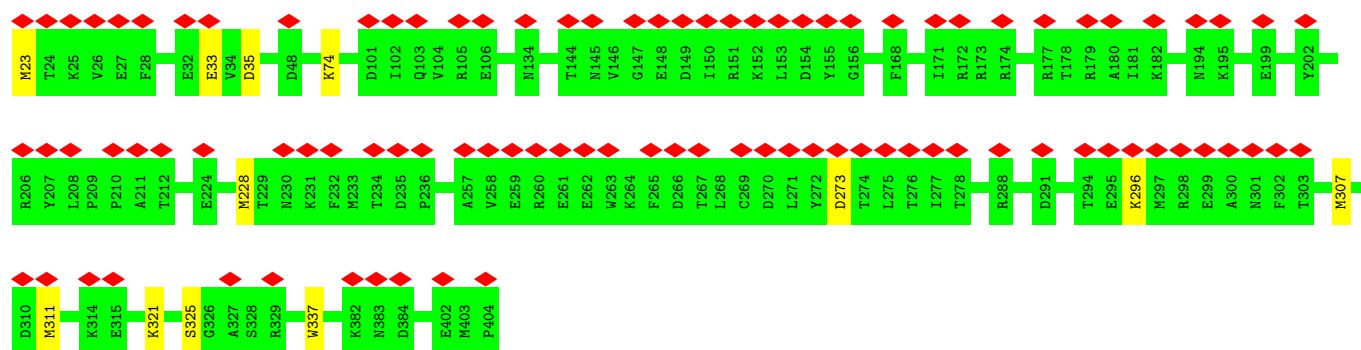 M23 T24 K25 V26 E27 F28 E32 E33 V34 D35 D48 K74 D101 I102 Q103 V104 R105 E106 N134 T144 N145 V146 G147 E148 D149 I150 R151 K152 L153 D154 Y155 G156 F168 I171 R172 R173 R174 R177 T178 R179 A180 I181 K182 N194 K195 E199 Y202
R206 Y207 L208 P209 P210 A211 T212 E224 M228 T229 N230 K231 F232 M233 T234 D235 P236 A257 V258 E259 R260 E261 E262 W263 K264 F265 D266 T267 L268 C269 D270 L271 Y272 D273 T274 L275 T276 I277 T278 R288 D291 T294 E295 K296 M297 R298 E299 A300 N301 F302 T303 M307
D310 M311 K314 E315 K321 S325 G326 A327 S328 R329 W337 K382 N383 D384 E402 M403 P404